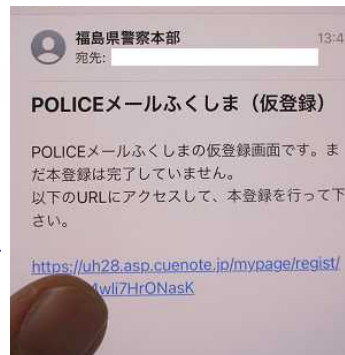 福島県警察本部
13:4
宛先:
POLICEメールふくしま（仮登録）
POLICEメールふくしまの仮登録画面です。ま
だ本登録は完了していません。
以下のURLにアクセスして、本登録を行って下
さい。
https://uh28.asp.cuenote.jp/mypage/regist/
wli7HrONasK